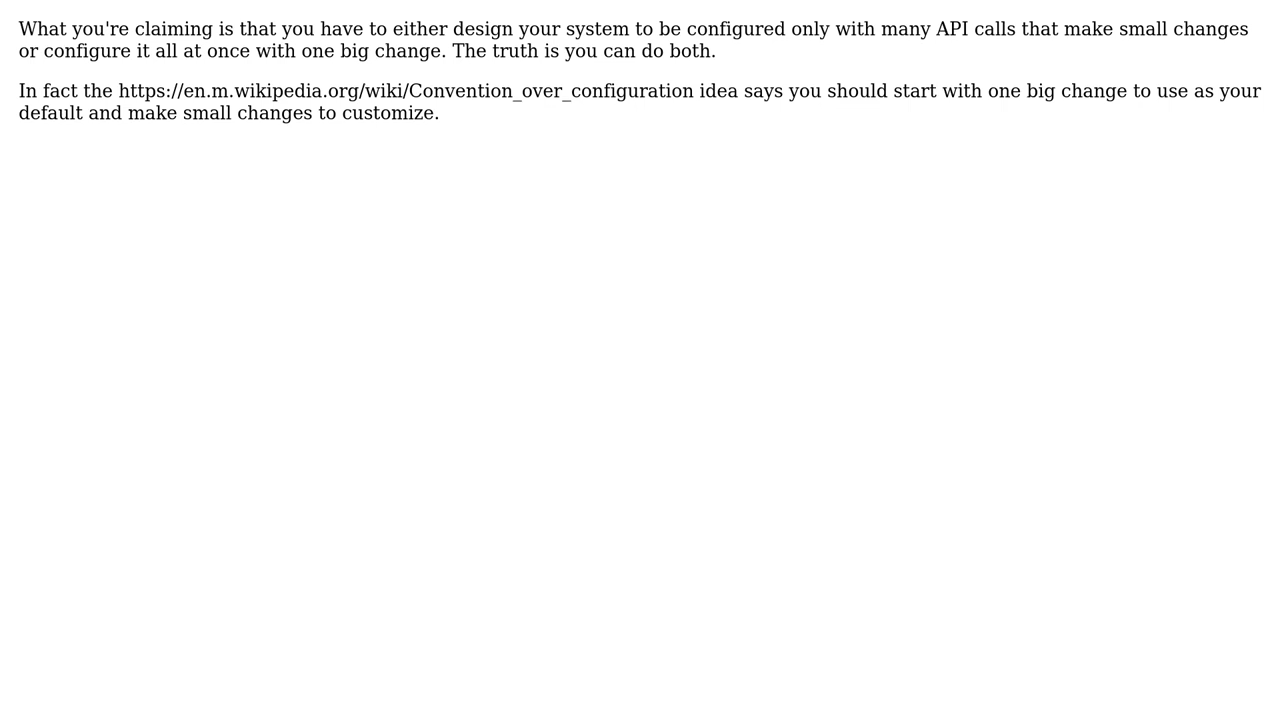 What you're claiming is that you have to either design your system to be configured only with many API calls that make small changes
or configure it all at once with one big change. The truth is you can do both.
In fact the https://en.m.wikipedia.org/wiki/Convention_over_configuration idea says you should start with one big change to use as your
default and make small changes to customize.